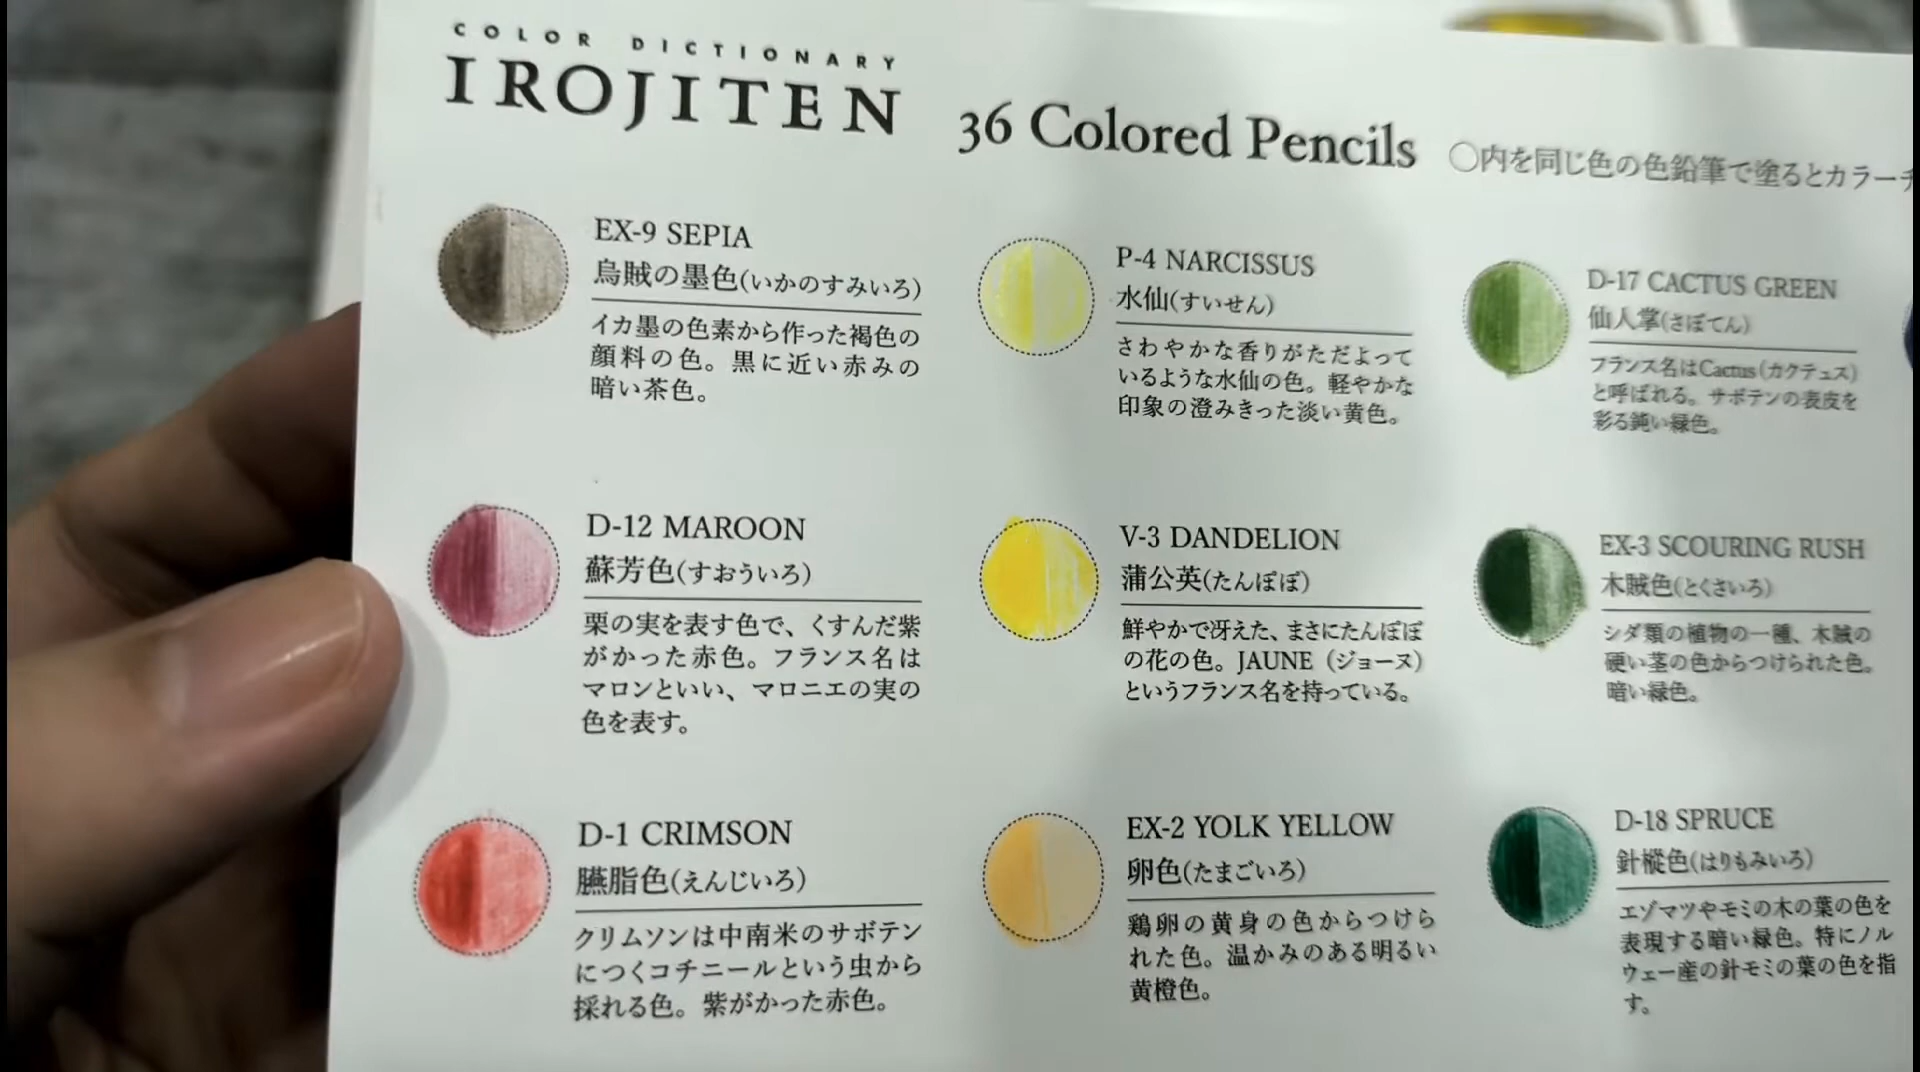 COLOR DICTIONARY
IROJITEN
36 Colored Pencils
○内を同じ色の色鉛筆で塗るとカラーチ
EX-9 SEPIA
烏賊の墨色(いかのすみいろ)
イカ墨の色素から作った褐色の
顔料の色。黒に近い赤みの
暗い茶色。
D-12 MAROON
蘇芳色(すおういろ)
栗の実を表す色で、くすんだ紫
がかった赤色。フランス名は
マロンといい、マロニエの実の
色を表す。
D-1 CRIMSON
臙脂色(えんじいろ)
クリムソンは中南米のサボテン
につくコチニールという虫から
採れる色。紫がかった赤色。
P-4 NARCISSUS
水仙(すいせん)
さわやかな香りがただよって
いるような水仙の色。軽やかな
印象の澄みきった淡い黄色。
V-3 DANDELION
蒲公英(たんぽぽ)
鮮やかで冴えた、まさにたんぽぽ
の花の色。JAUNE（ジョーヌ）
というフランス名を持っている。
EX-2 YOLK YELLOW
卵色(たまごいろ)
鶏卵の黄身の色からつけら
れた色。温かみのある明るい
黄橙色。
D-17 CACTUS GREEN
仙人掌(さぼてん)
フランス名はCactus(カクテュス)
と呼ばれる。サボテンの表皮を
彩る鈍い緑色。
EX-3 SCOURING RUSH
木賊色(とくさいろ)
シダ類の植物の一種、木賊の
硬い茎の色からつけられた色。
暗い緑色。
D-18 SPRUCE
針樅色(はりもみいろ)
エゾマツやモミの木の葉の色を
表現する暗い緑色。特にノル
ウェー産の針モミの葉の色を指
す。